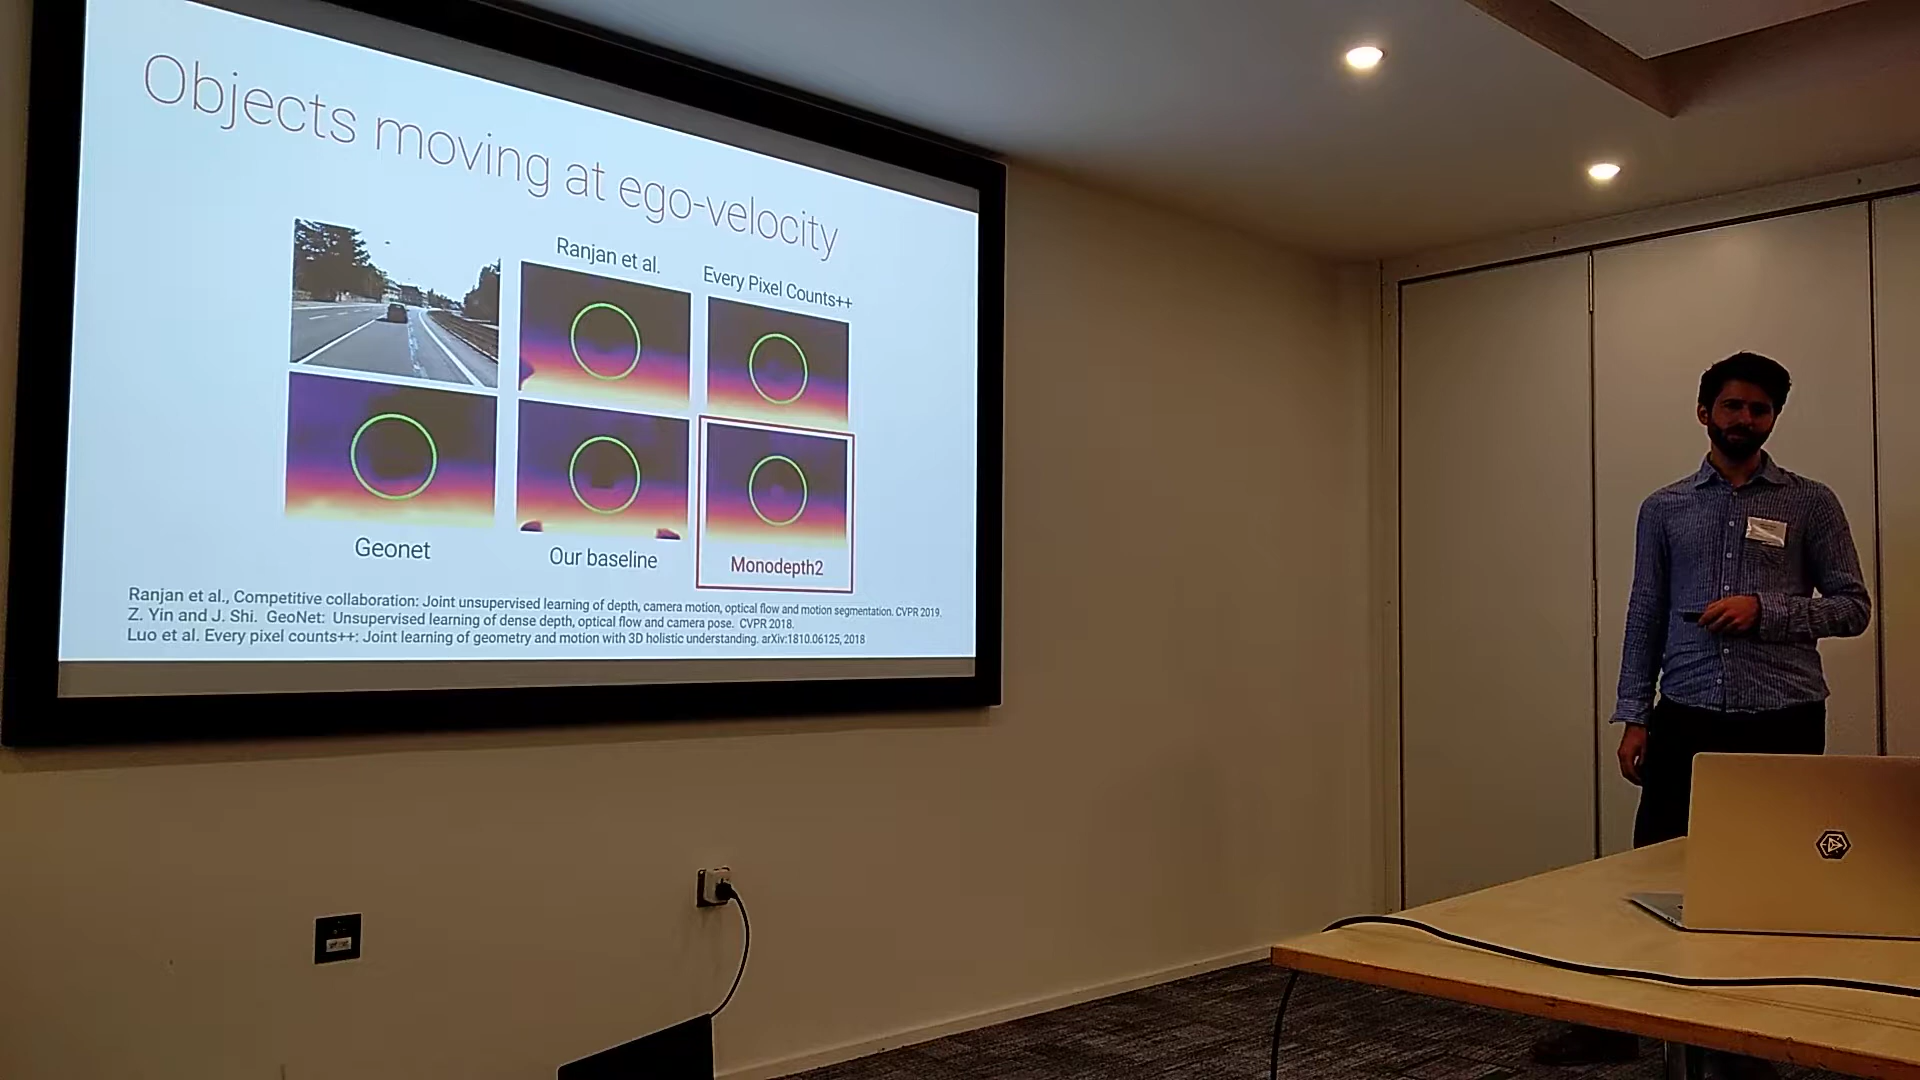 Objects moving at ego-velocity
Ranjan et al.
Every Pixel Counts++
Geonet
Our baseline
Monodepth2
Ranjan et al., Competitive collaboration: Joint unsupervised learning of depth, camera motion, optical flow and motion segmentation. CVPR 2019.
Z. Yin and J. Shi. GeoNet: Unsupervised learning of dense depth, optical flow and camera pose. CVPR 2018.
Luo et al. Every pixel counts++: Joint learning of geometry and motion with 3D holistic understanding. arXiv:1810.06125, 2018